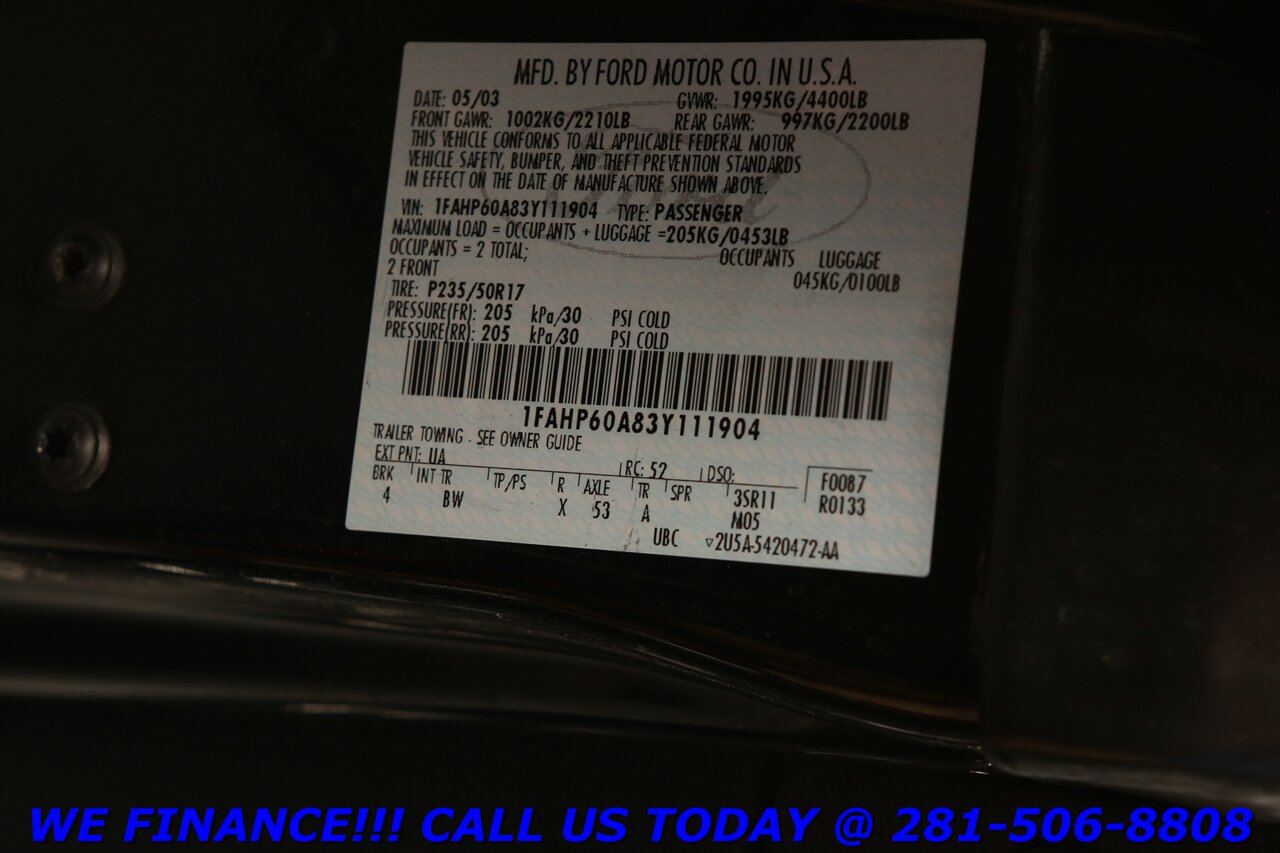 MFD. BY FORD MOTOR CO. IN U.S.A.
DATE: 05/03 GVWR: 1995KG/4400LB
FRONT GAWR: 1002KG/2210LB REAR GAWR: 997KG/2200LB
THIS VEHICLE CONFORMS TO ALL APPLICABLE FEDERAL MOTOR
VEHICLE SAFETY, BUMPER, AND THEFT PREVENTION STANDARDS
IN EFFECT ON THE DATE OF MANUFACTURE SHOWN ABOVE.
VIN: 1FAHP60A83Y111904 TYPE: PASSENGER
MAXIMUM LOAD = OCCUPANTS + LUGGAGE =205KG/0453LB
OCCUPANTS = 2 TOTAL; OCCUPANTS LUGGAGE
2 FRONT 045KG/0100LB
TIRE: P235/50R17
PRESSURE(FR): 205 kPa/30 PSI COLD
PRESSURE(RR): 205 kPa/30 PSI COLD
1FAHP60A83Y111904
TRAILER TOWING - SEE OWNER GUIDE
EXT PNT: UA RC: 52 DSO: F0087
BRK INT TR TP/PS R AXLE TR SPR 3SR11 R0133
4 BW X 53 A M05
UBC ▿2U5A-5420472-AA
WE FINANCE!!! CALL US TODAY @ 281-506-8808